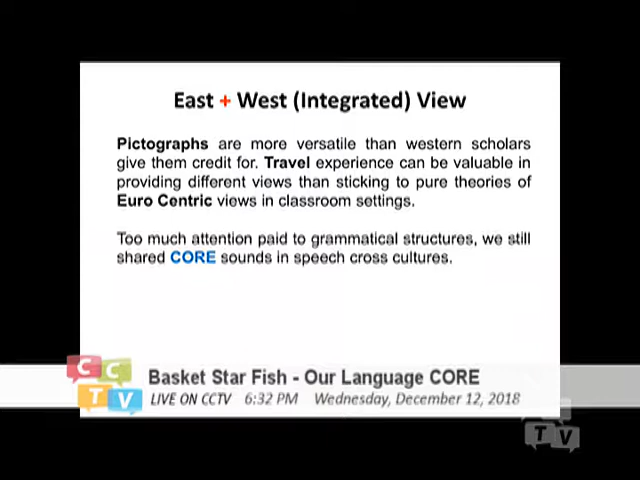 East + West (Integrated) View
Pictographs are more versatile than western scholars
give them credit for. Travel experience can be valuable in
providing different views than sticking to pure theories of
Euro Centric views in classroom settings.
Too much attention paid to grammatical structures, we still
shared CORE sounds in speech cross cultures.
CC
TV
Basket Star Fish - Our Language CORE
LIVE ON CCTV 6:32 PM Wednesday, December 12, 2018
TV